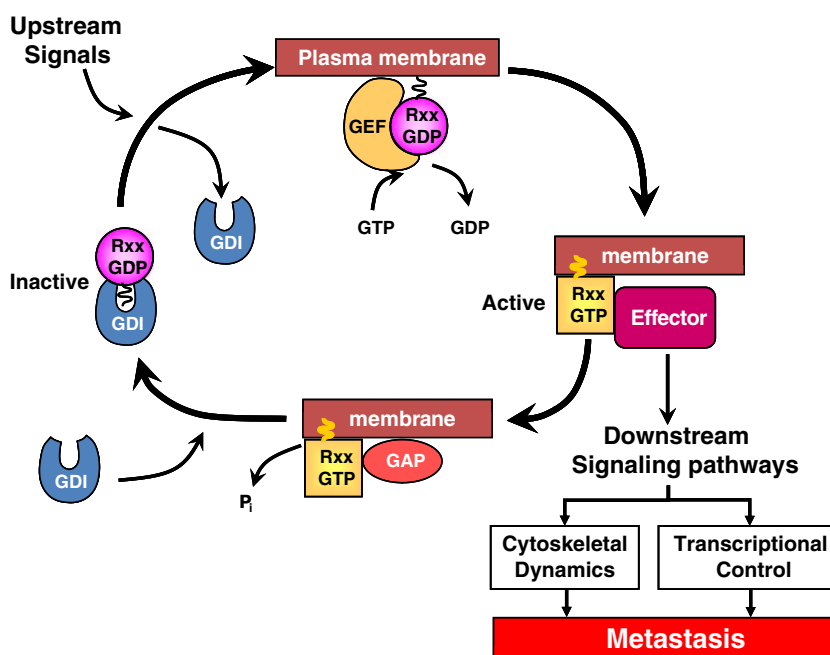 Upstream
Signals
Plasma membrane
GEF
Rxx
GDP
GTP
GDP
GDI
Rxx
GDP
Inactive
GDI
membrane
Active
Rxx
GTP
Effector
membrane
Rxx
GTP
GAP
GDI
Pi
Downstream
Signaling pathways
Cytoskeletal
Dynamics
Transcriptional
Control
Metastasis